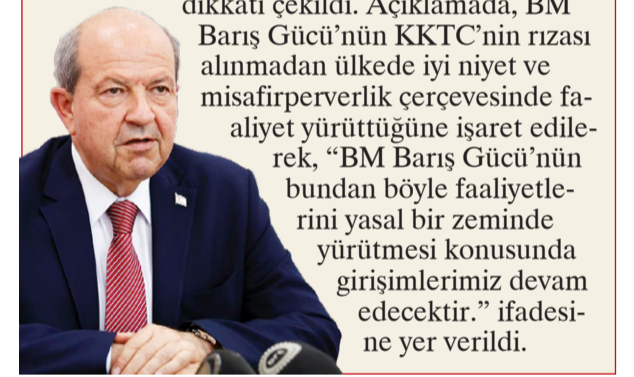 dikkati çekildi. Açıklamada, BM
Barış Gücü’nün KKTC’nin rızası
alınmadan ülkede iyi niyet ve
misafirperverlik çerçevesinde fa-
aliyet yürüttüğüne işaret edile-
rek, “BM Barış Gücü’nün
bundan böyle faaliyetle-
rini yasal bir zeminde
yürütmesi konusunda
girişimlerimiz devam
edecektir.” ifadesi-
ne yer verildi.